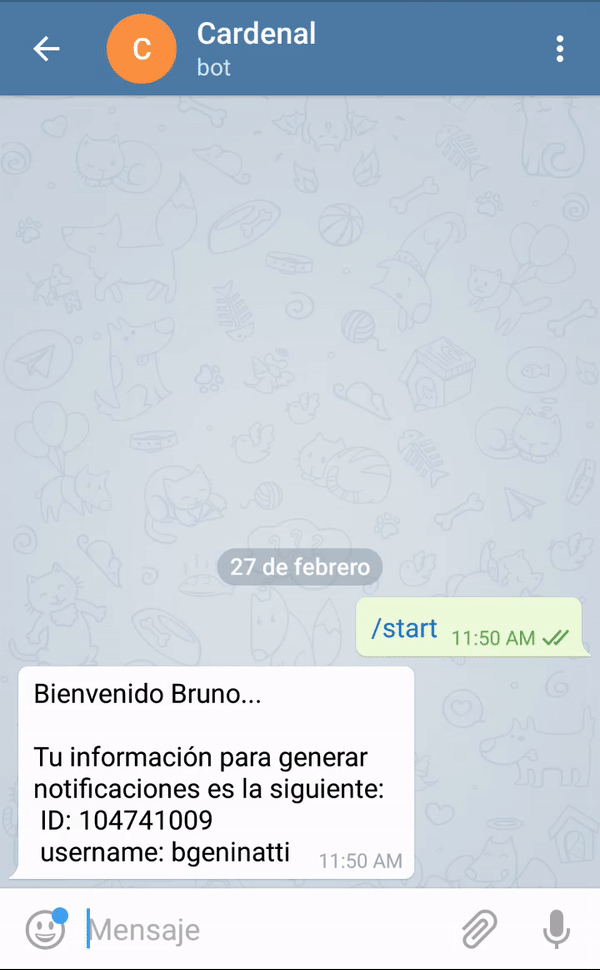 C
Cardenal
bot
27 de febrero
/start 11:50 AM
Bienvenido Bruno...
Tu información para generar
notificaciones es la siguiente:
ID: 104741009
username: bgeninatti 11:50 AM
Mensaje